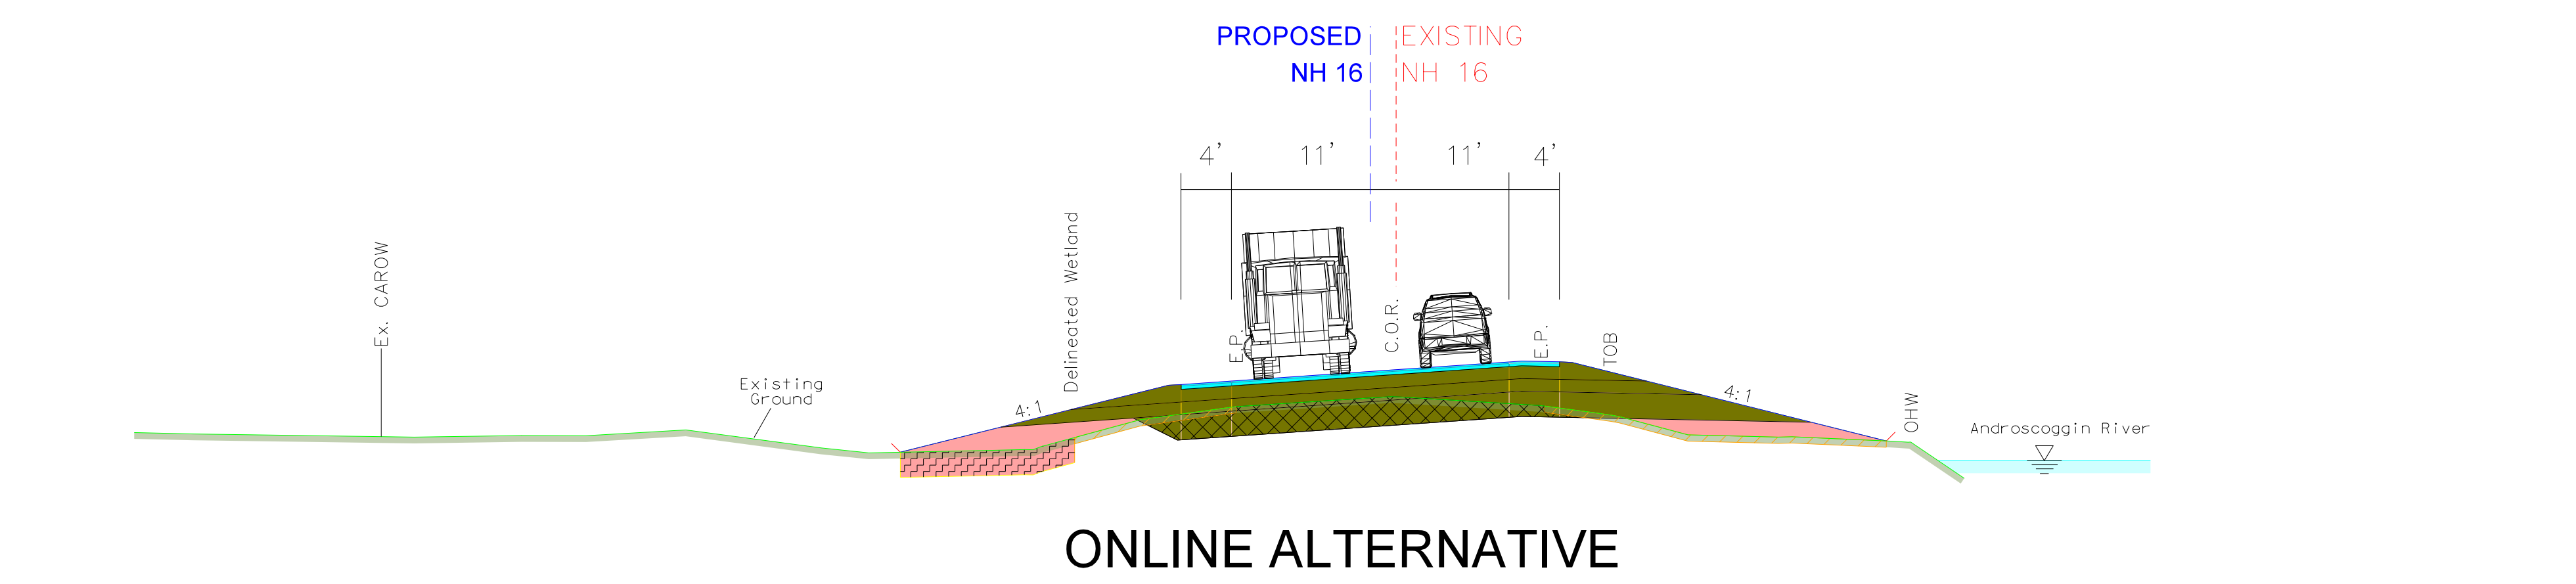 PROPOSED
NH 16
EXISTING
NH 16
4' 11' 11' 4'
Ex. CAROW
Existing
Ground
Delineated Wetland
4:1
E.P.
C.O.R.
E.P.
TOB
4:1
OHW
Androscoggin River
ONLINE ALTERNATIVE